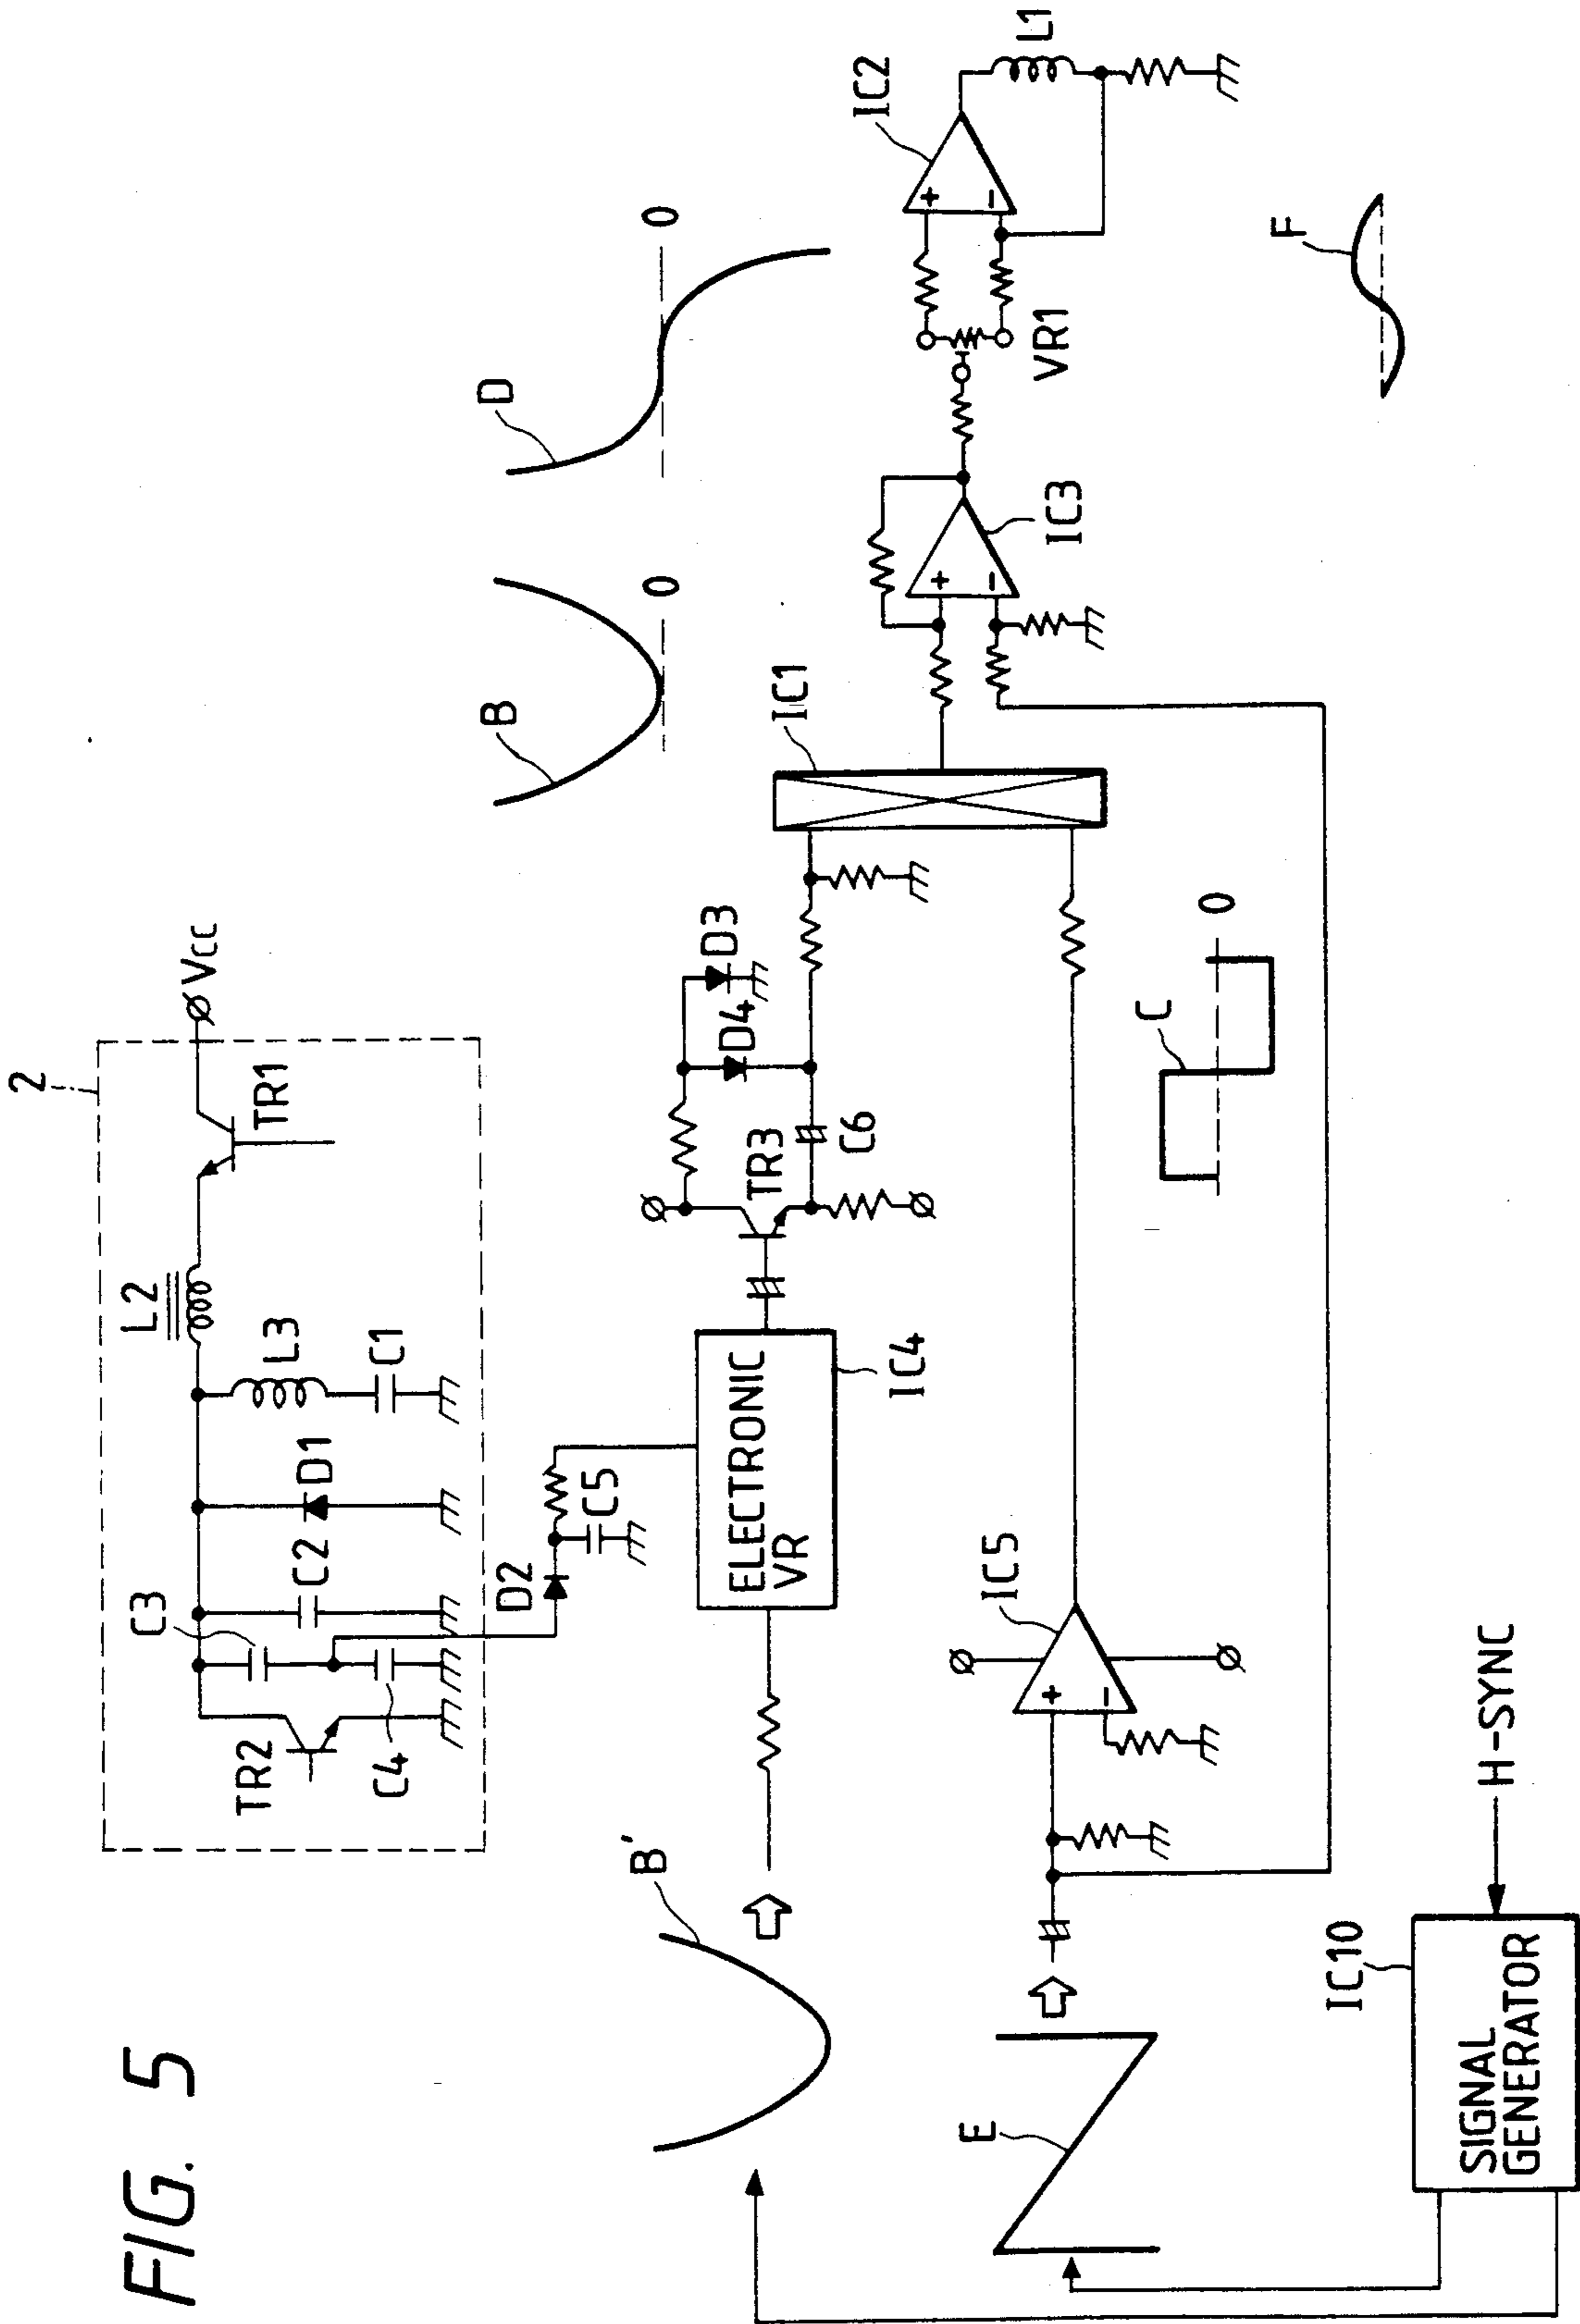 FIG. 5
2
VCC
TR1
L2
L3
C1
D1
C2
C3
C4
TR2
D2
C5
B'
ELECTRONIC
VR
IC4
TR3
C6
D4
D3
B
0
D
0
IC1
+
−
IC3
VR1
+
−
IC2
L1
E
+
−
IC5
C
0
F
IC10
SIGNAL
GENERATOR
H-SYNC